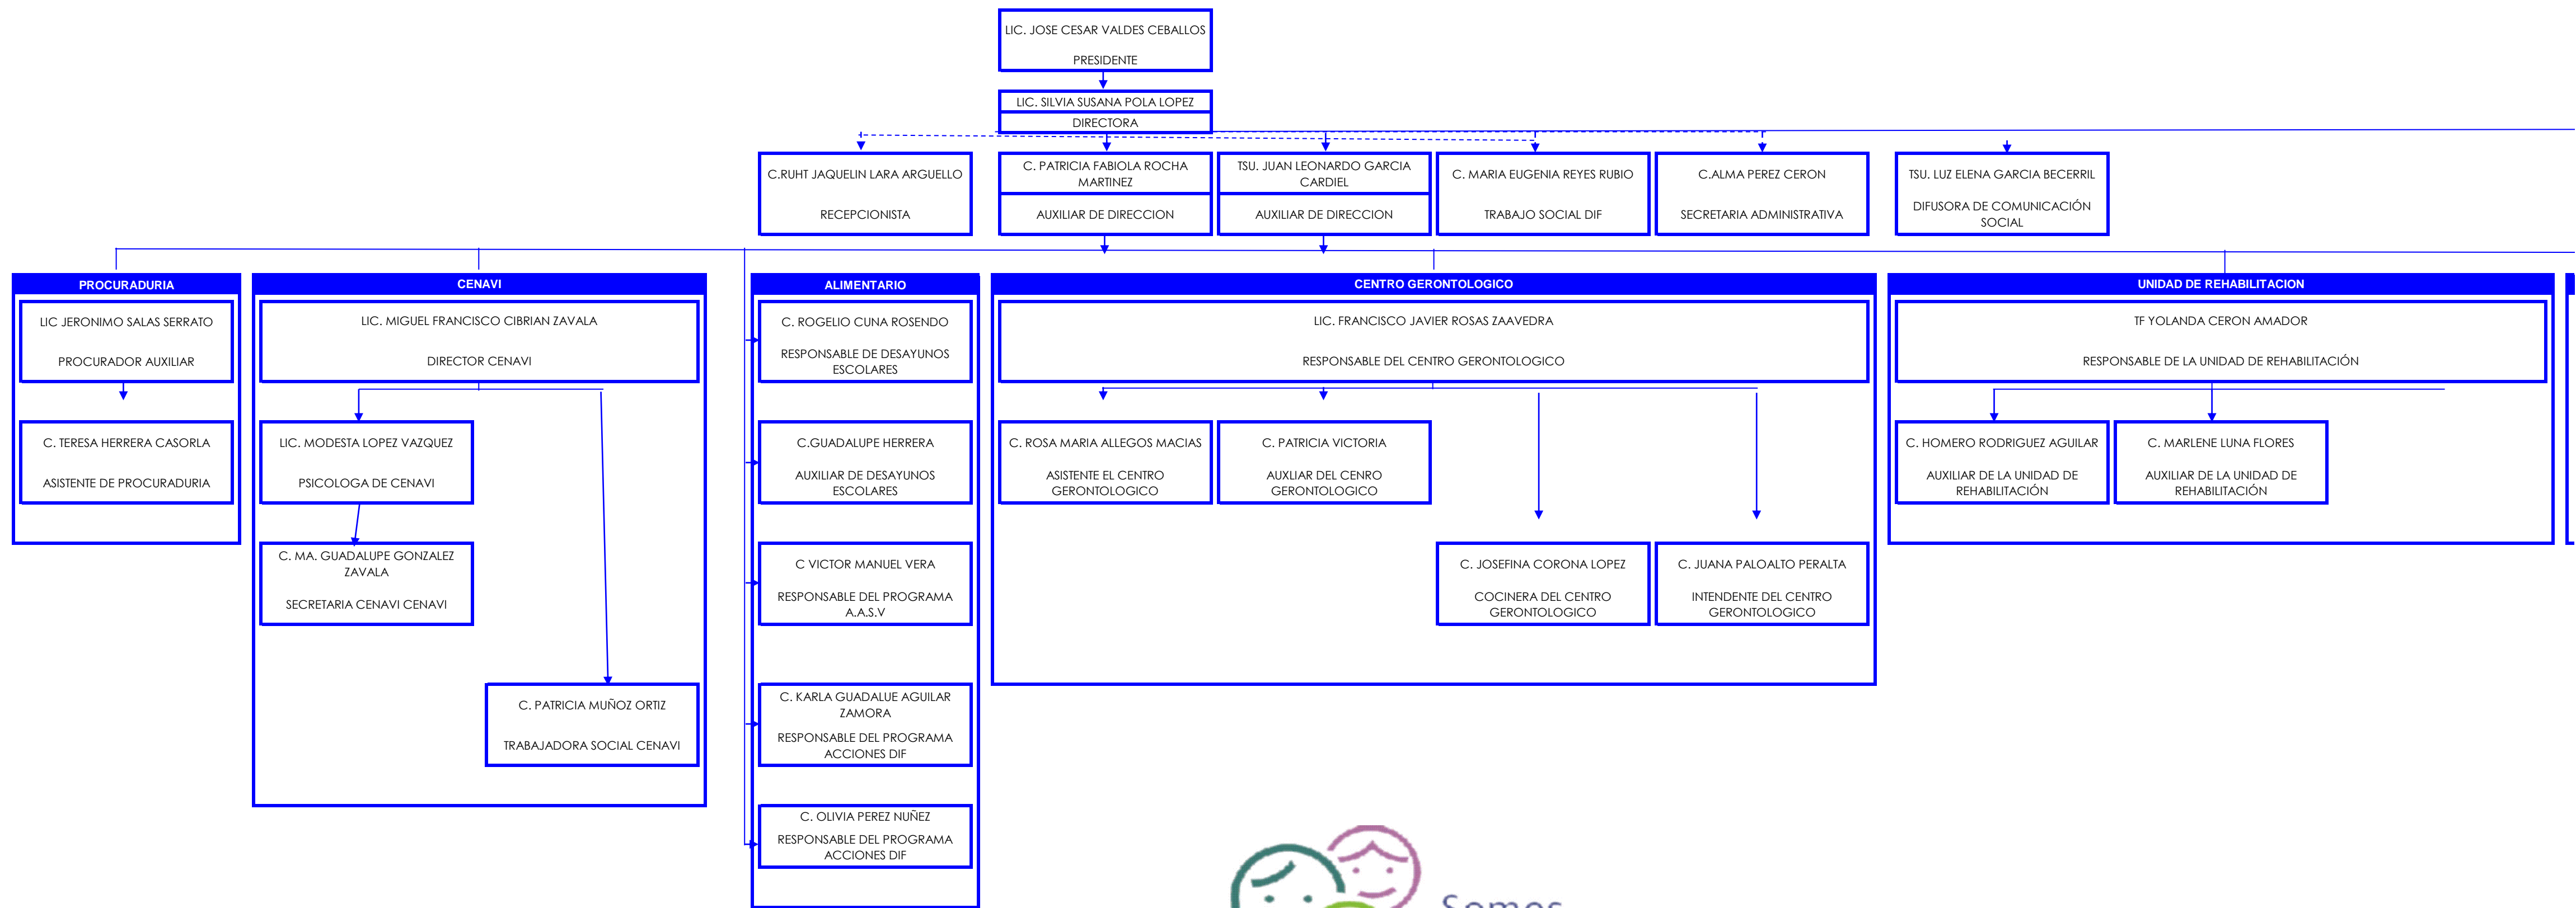 LIC. JOSE CESAR VALDES CEBALLOS
PRESIDENTE
LIC. SILVIA SUSANA POLA LOPEZ
DIRECTORA
C.RUHT JAQUELIN LARA ARGUELLO
RECEPCIONISTA
C. PATRICIA FABIOLA ROCHA
MARTINEZ
AUXILIAR DE DIRECCION
TSU. JUAN LEONARDO GARCIA
CARDIEL
AUXILIAR DE DIRECCION
C. MARIA EUGENIA REYES RUBIO
TRABAJO SOCIAL DIF
C.ALMA PEREZ CERON
SECRETARIA ADMINISTRATIVA
TSU. LUZ ELENA GARCIA BECERRIL
DIFUSORA DE COMUNICACIÓN
SOCIAL
PROCURADURIA
LIC JERONIMO SALAS SERRATO
PROCURADOR AUXILIAR
C. TERESA HERRERA CASORLA
ASISTENTE DE PROCURADURIA
CENAVI
LIC. MIGUEL FRANCISCO CIBRIAN ZAVALA
DIRECTOR CENAVI
LIC. MODESTA LOPEZ VAZQUEZ
PSICOLOGA DE CENAVI
C. MA. GUADALUPE GONZALEZ
ZAVALA
SECRETARIA CENAVI CENAVI
C. PATRICIA MUÑOZ ORTIZ
TRABAJADORA SOCIAL CENAVI
ALIMENTARIO
C. ROGELIO CUNA ROSENDO
RESPONSABLE DE DESAYUNOS
ESCOLARES
C.GUADALUPE HERRERA
AUXILIAR DE DESAYUNOS
ESCOLARES
C VICTOR MANUEL VERA
RESPONSABLE DEL PROGRAMA
A.A.S.V
C. KARLA GUADALUE AGUILAR
ZAMORA
RESPONSABLE DEL PROGRAMA
ACCIONES DIF
C. OLIVIA PEREZ NUÑEZ
RESPONSABLE DEL PROGRAMA
ACCIONES DIF
CENTRO GERONTOLOGICO
LIC. FRANCISCO JAVIER ROSAS ZAAVEDRA
RESPONSABLE DEL CENTRO GERONTOLOGICO
C. ROSA MARIA ALLEGOS MACIAS
ASISTENTE EL CENTRO
GERONTOLOGICO
C. PATRICIA VICTORIA
AUXLIAR DEL CENRO
GERONTOLOGICO
C. JOSEFINA CORONA LOPEZ
COCINERA DEL CENTRO
GERONTOLOGICO
C. JUANA PALOALTO PERALTA
INTENDENTE DEL CENTRO
GERONTOLOGICO
UNIDAD DE REHABILITACION
TF YOLANDA CERON AMADOR
RESPONSABLE DE LA UNIDAD DE REHABILITACIÓN
C. HOMERO RODRIGUEZ AGUILAR
AUXILIAR DE LA UNIDAD DE
REHABILITACIÓN
C. MARLENE LUNA FLORES
AUXILIAR DE LA UNIDAD DE
REHABILITACIÓN
Somos